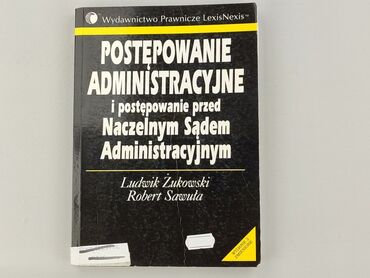 Wydawnictwo Prawnicze LexisNexis™
POSTĘPOWANIE
ADMINISTRACYJNE
i postępowanie przed
Naczelnym Sądem
Administracyjnym
Ludwik Żukowski
Robert Sawuła